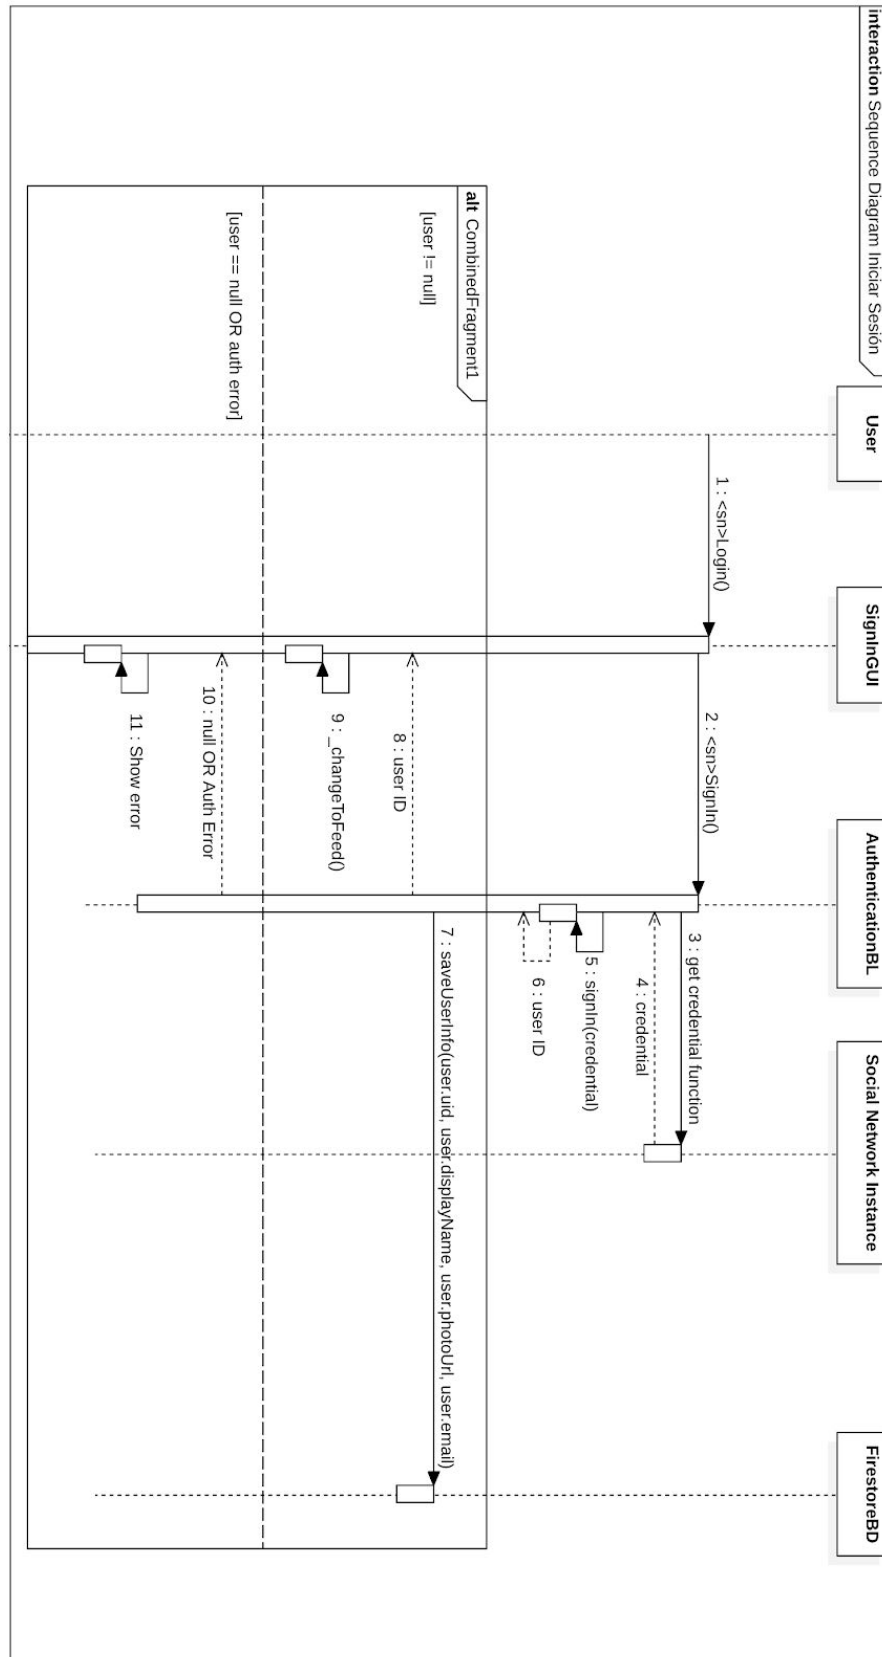 interaction Sequence Diagram Iniciar Sesión
User
SignInGUI
AuthenticationBL
Social Network Instance
FirestoreBD
1 : <sn>Login()
2 : <sn>SignIn()
3 : get credential function
4 : credential
5 : signIn(credential)
6 : user ID
alt CombinedFragment1
[user != null]
7 : saveUserInfo(user.uid, user.displayName, user.photoUrl, user.email)
8 : user ID
9 : _changeToFeed()
[user == null OR auth error]
10 : null OR Auth Error
11 : Show error